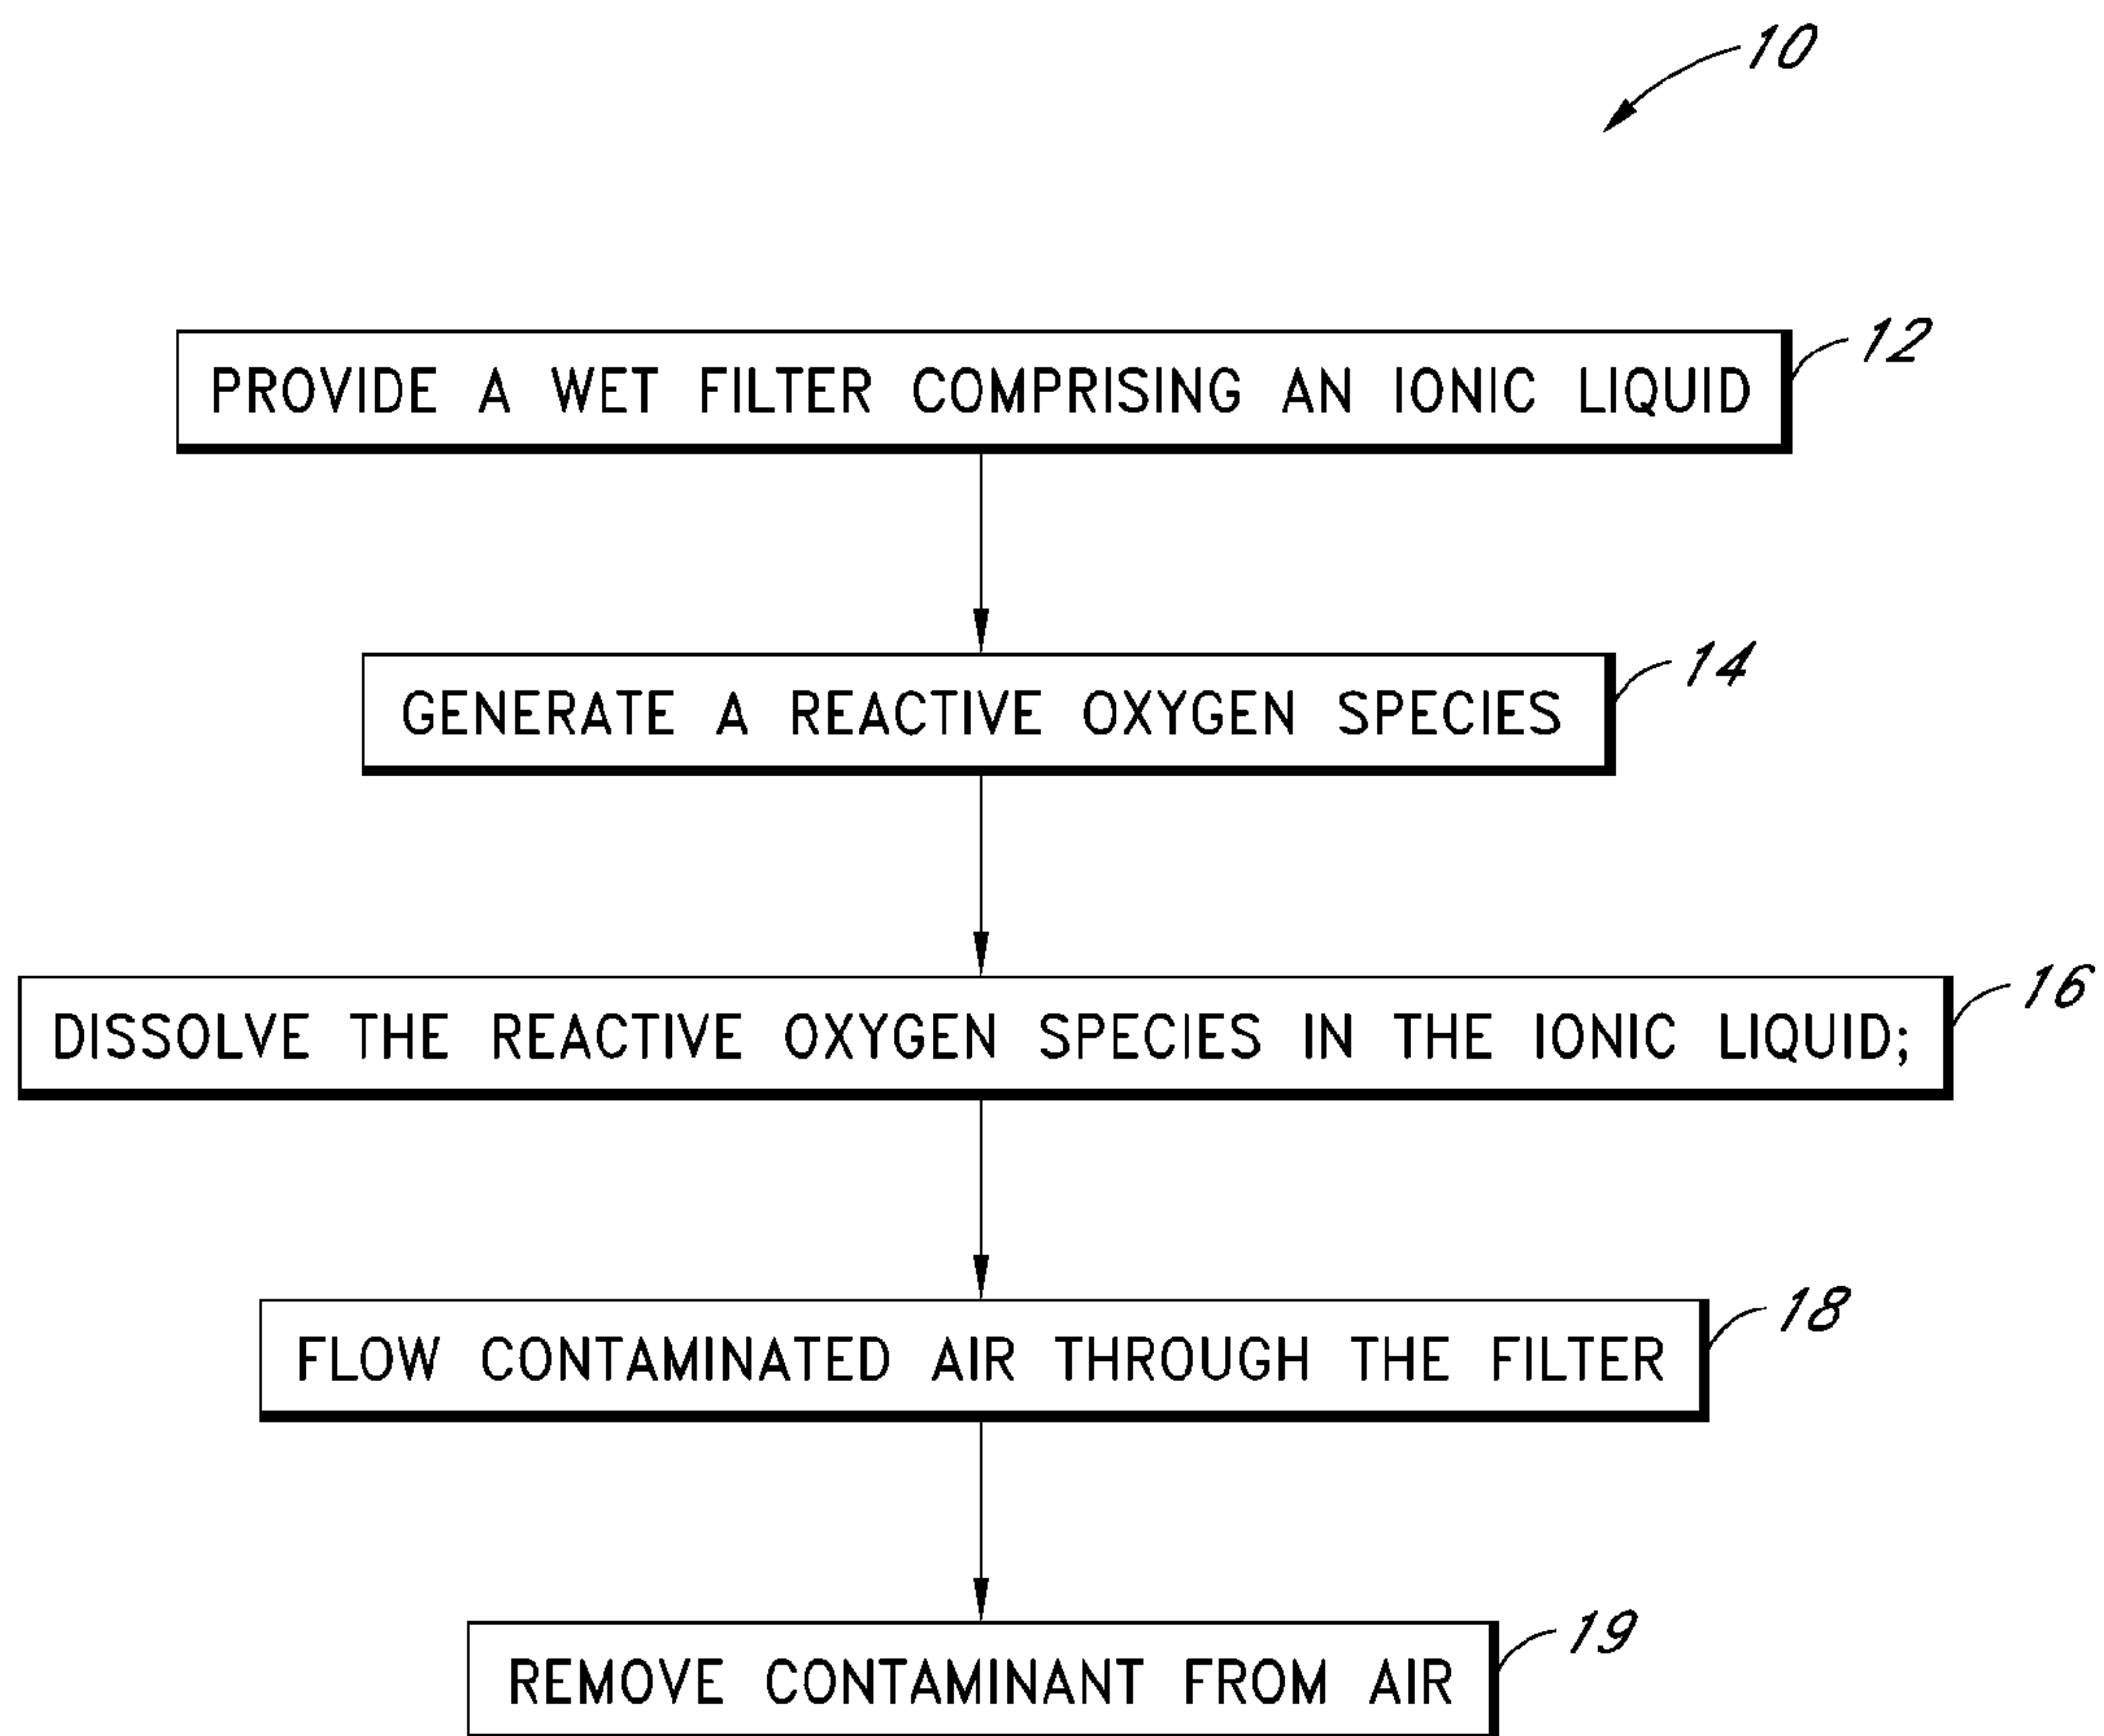 10
PROVIDE A WET FILTER COMPRISING AN IONIC LIQUID
12
GENERATE A REACTIVE OXYGEN SPECIES
14
DISSOLVE THE REACTIVE OXYGEN SPECIES IN THE IONIC LIQUID;
16
FLOW CONTAMINATED AIR THROUGH THE FILTER
18
REMOVE CONTAMINANT FROM AIR
19